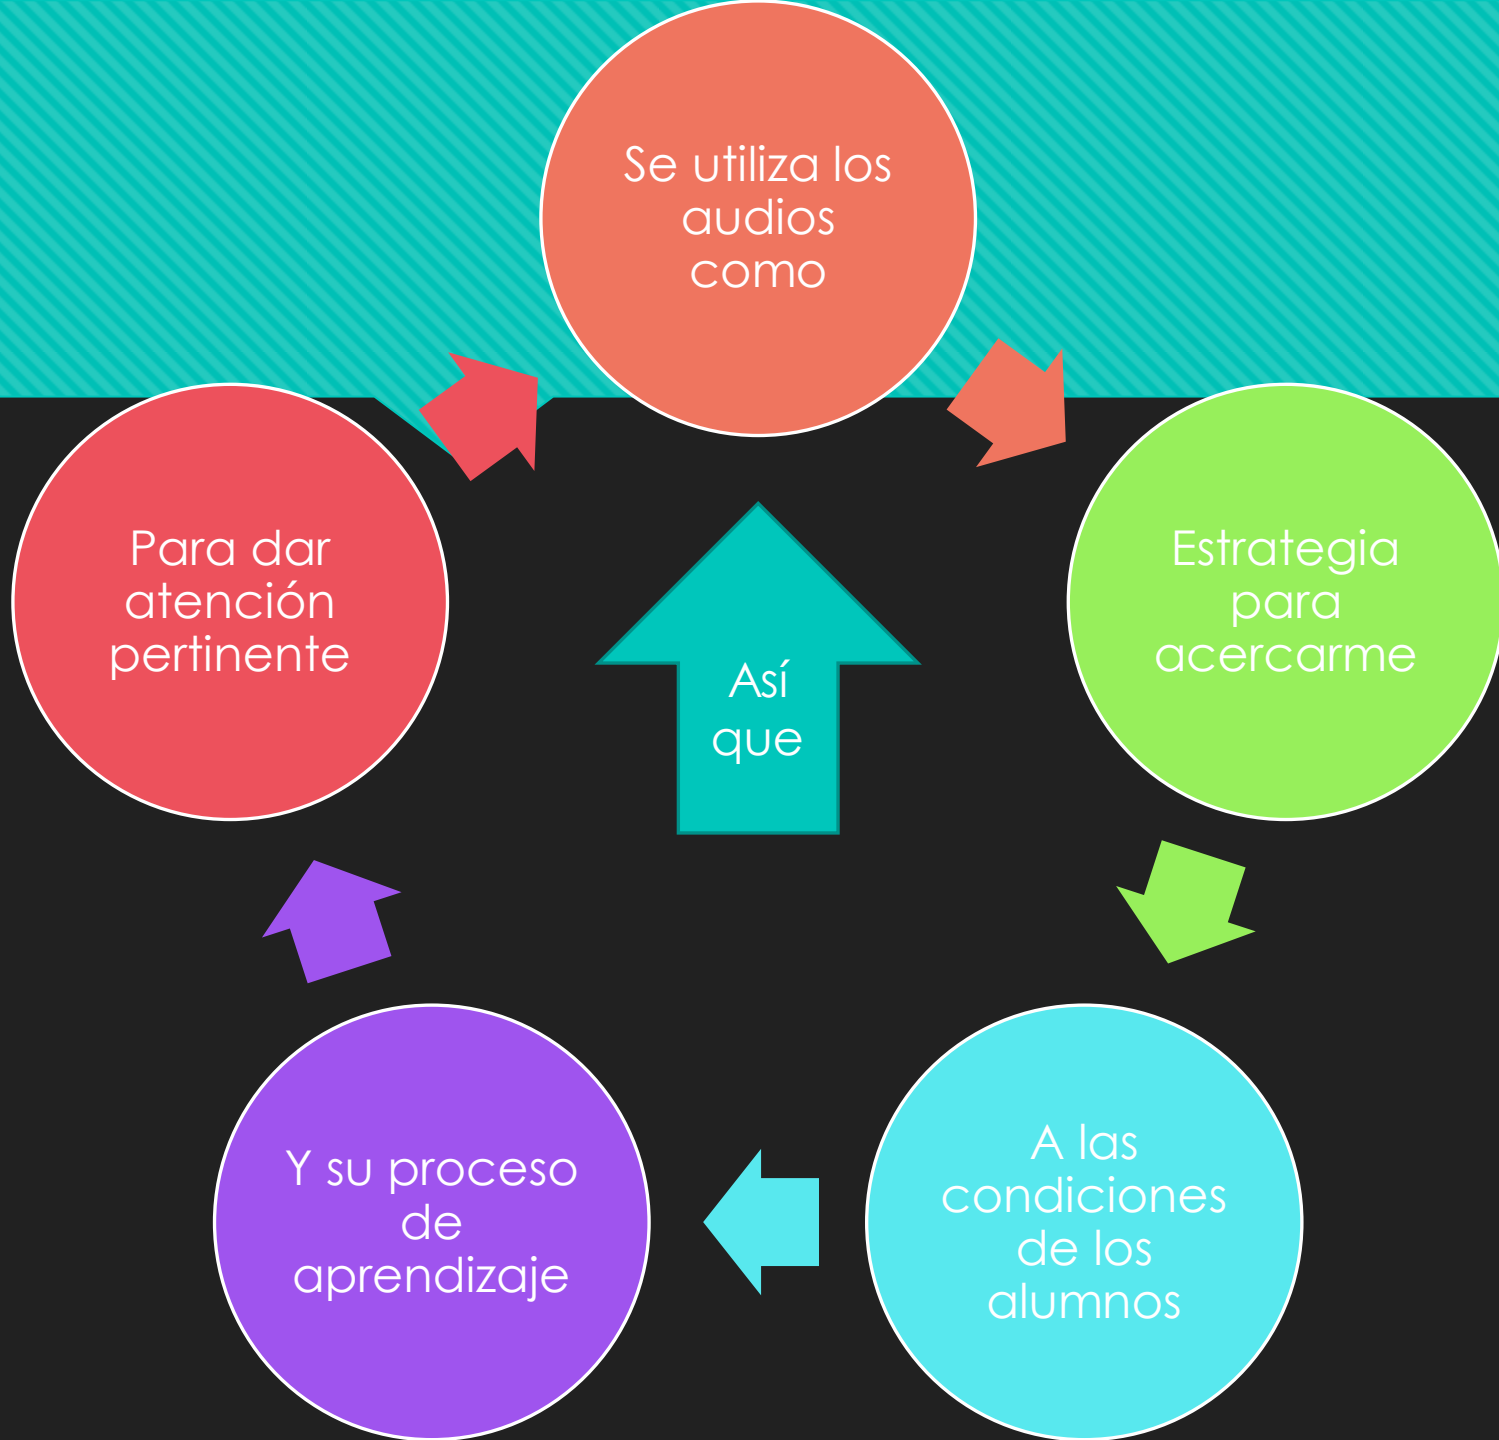 Así
que
Se utiliza los
audios
como
Estrategia
para
acercarme
A las
condiciones
de los
alumnos
Y su proceso
de
aprendizaje
Para dar
atención
pertinente